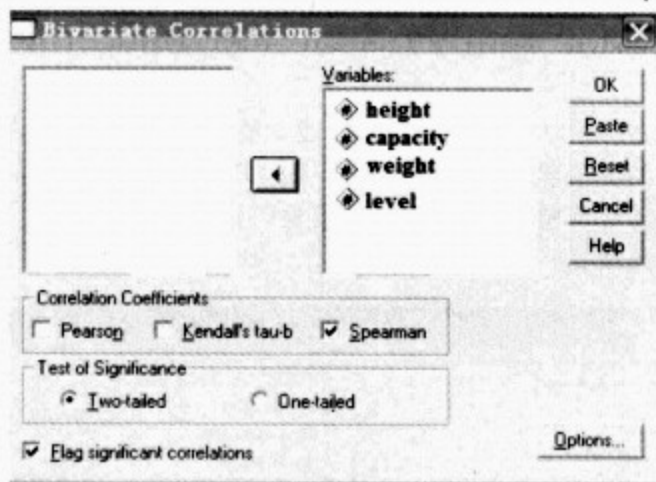 Bivariate Correlations
Variables:
height
capacity
weight
level
OK
Paste
Reset
Cancel
Help
Correlation Coefficients
Pearson Kendall's tau-b Spearman
Test of Significance
Two-tailed One-tailed
Flag significant correlations
Options...